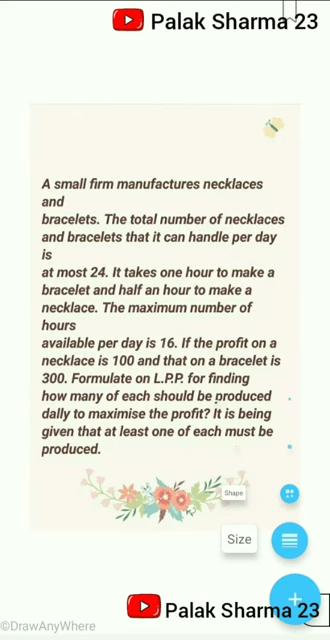 Palak Sharma 23
A small firm manufactures necklaces
and
bracelets. The total number of necklaces
and bracelets that it can handle per day
is
at most 24. It takes one hour to make a
bracelet and half an hour to make a
necklace. The maximum number of
hours
available per day is 16. If the profit on a
necklace is 100 and that on a bracelet is
300. Formulate on L.P.P. for finding
how many of each should be produced
dally to maximise the profit? It is being
given that at least one of each must be
produced.
Shape
Size
Palak Sharma 23
©DrawAnyWhere